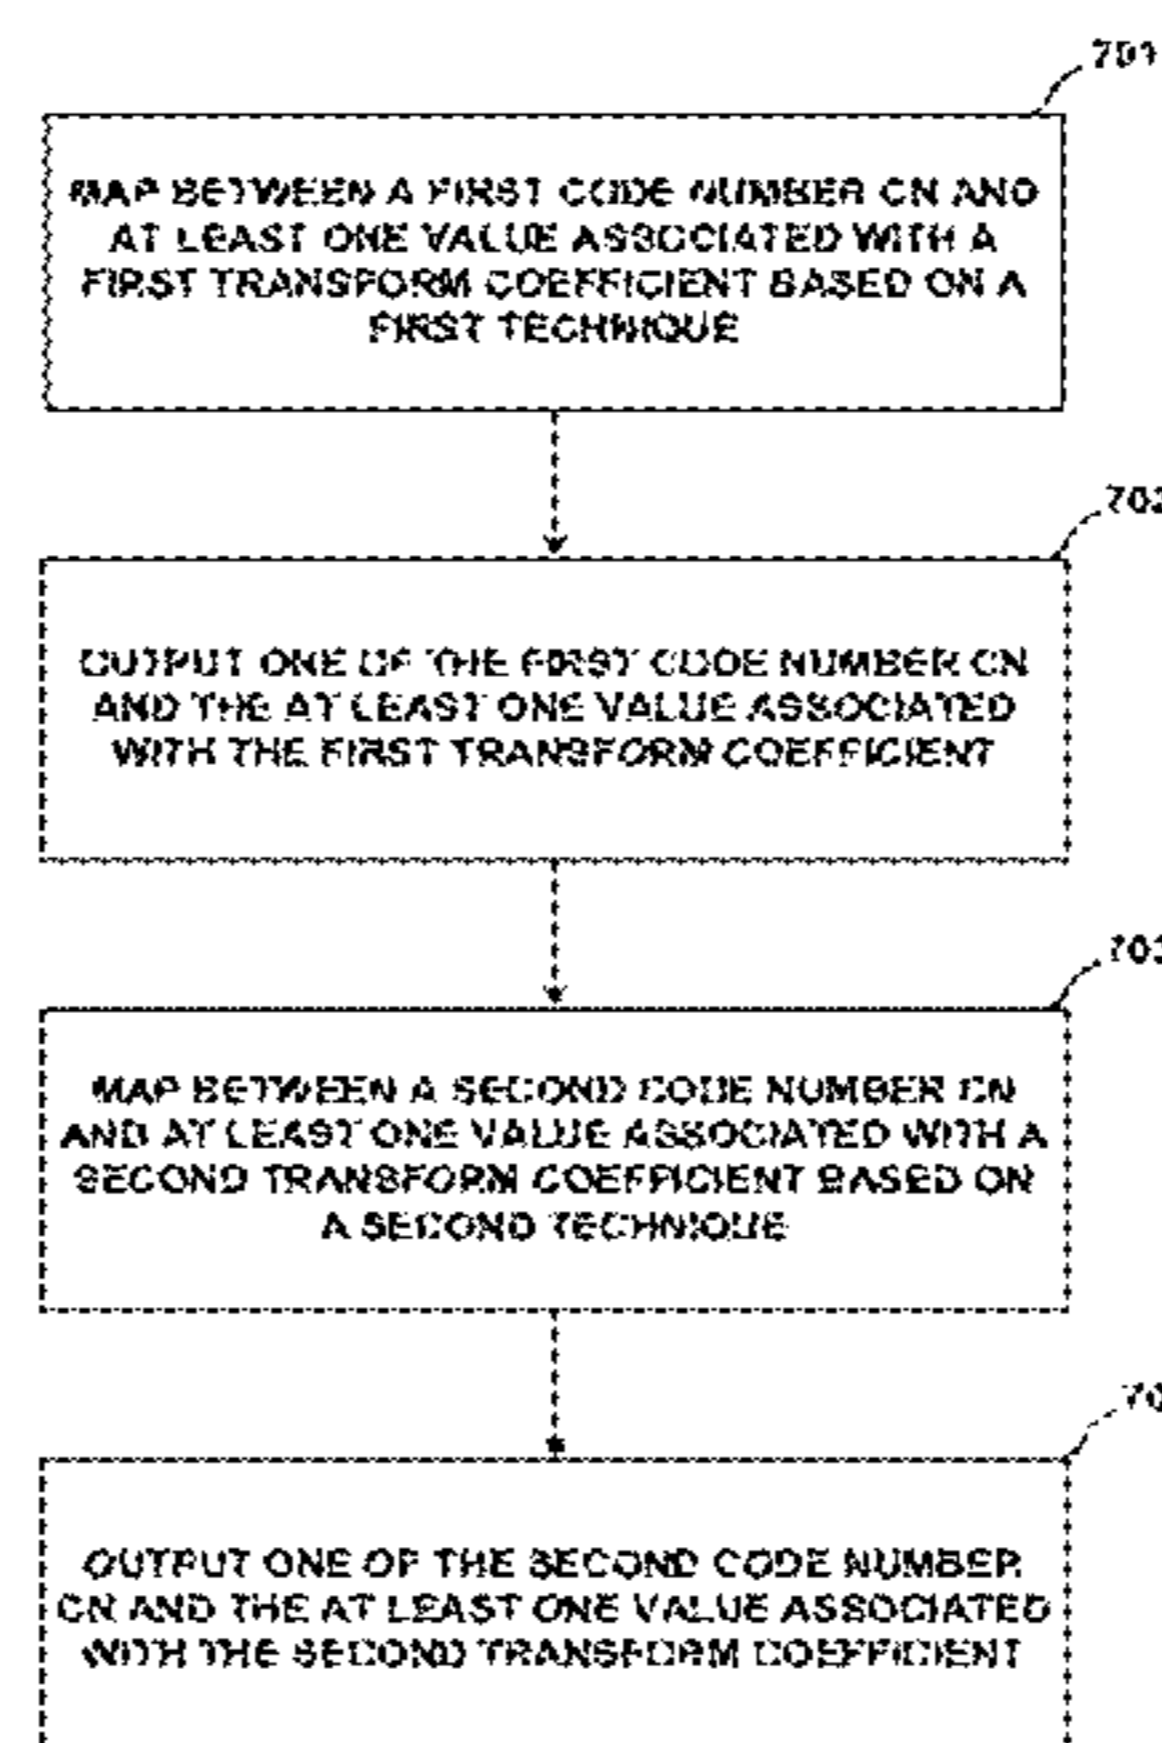 701
MAP BETWEEN A FIRST CODE NUMBER CN AND
AT LEAST ONE VALUE ASSOCIATED WITH A
FIRST TRANSFORM COEFFICIENT BASED ON A
FIRST TECHNIQUE
702
OUTPUT ONE OF THE FIRST CODE NUMBER CN
AND THE AT LEAST ONE VALUE ASSOCIATED
WITH THE FIRST TRANSFORM COEFFICIENT
703
MAP BETWEEN A SECOND CODE NUMBER CN
AND AT LEAST ONE VALUE ASSOCIATED WITH A
SECOND TRANSFORM COEFFICIENT BASED ON
A SECOND TECHNIQUE
70
OUTPUT ONE OF THE SECOND CODE NUMBER
CN AND THE AT LEAST ONE VALUE ASSOCIATED
WITH THE SECOND TRANSFORM COEFFICIENT